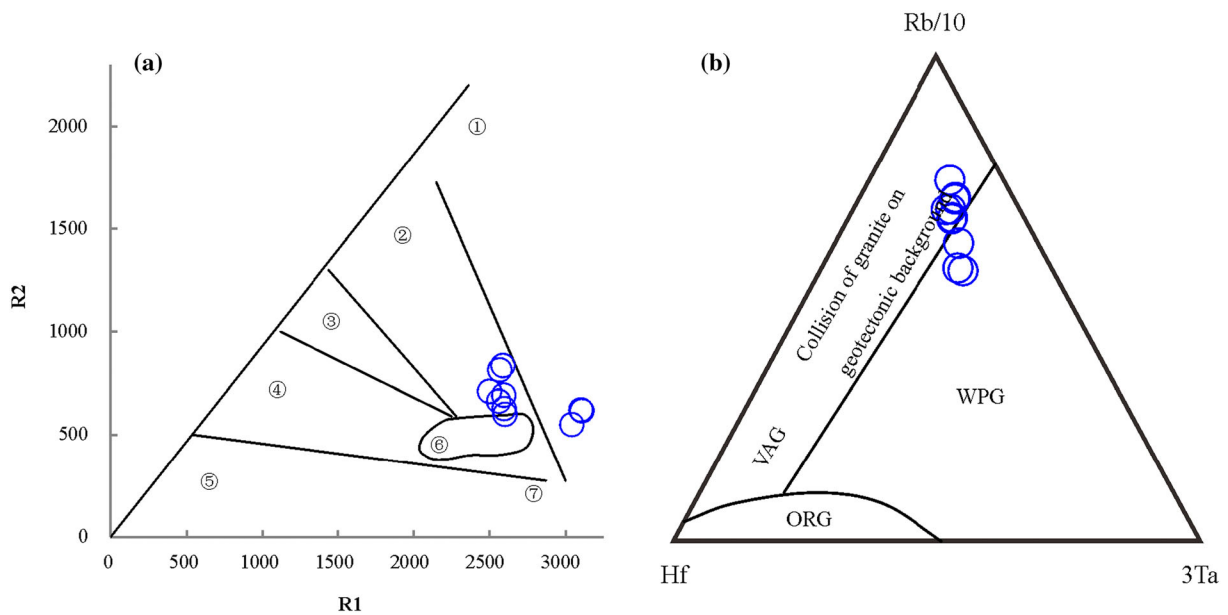 (a)
R2
2000
1500
1000
500
0
①
②
③
④
⑤
⑥
⑦
0
500
1000
1500
2000
2500
3000
R1
(b)
Rb/10
Collision of granite on
geotectonic background
WPG
VAG
ORG
Hf
3Ta